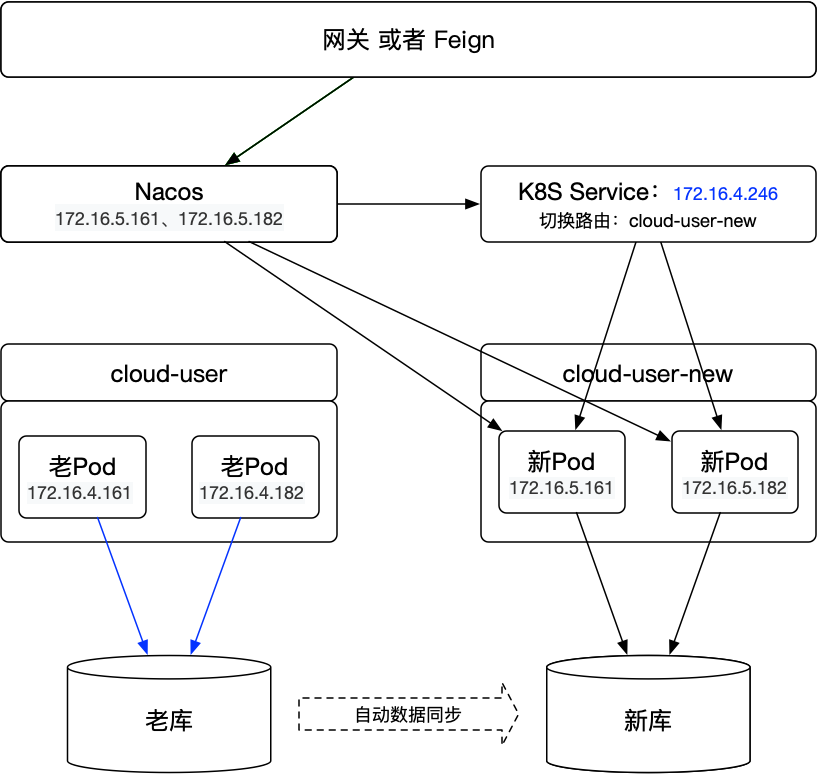 网关 或者 Feign
Nacos
172.16.5.161、172.16.5.182
K8S Service：172.16.4.246
切换路由：cloud-user-new
cloud-user
cloud-user-new
老Pod
172.16.4.161
老Pod
172.16.4.182
新Pod
172.16.5.161
新Pod
172.16.5.182
老库
自动数据同步
新库